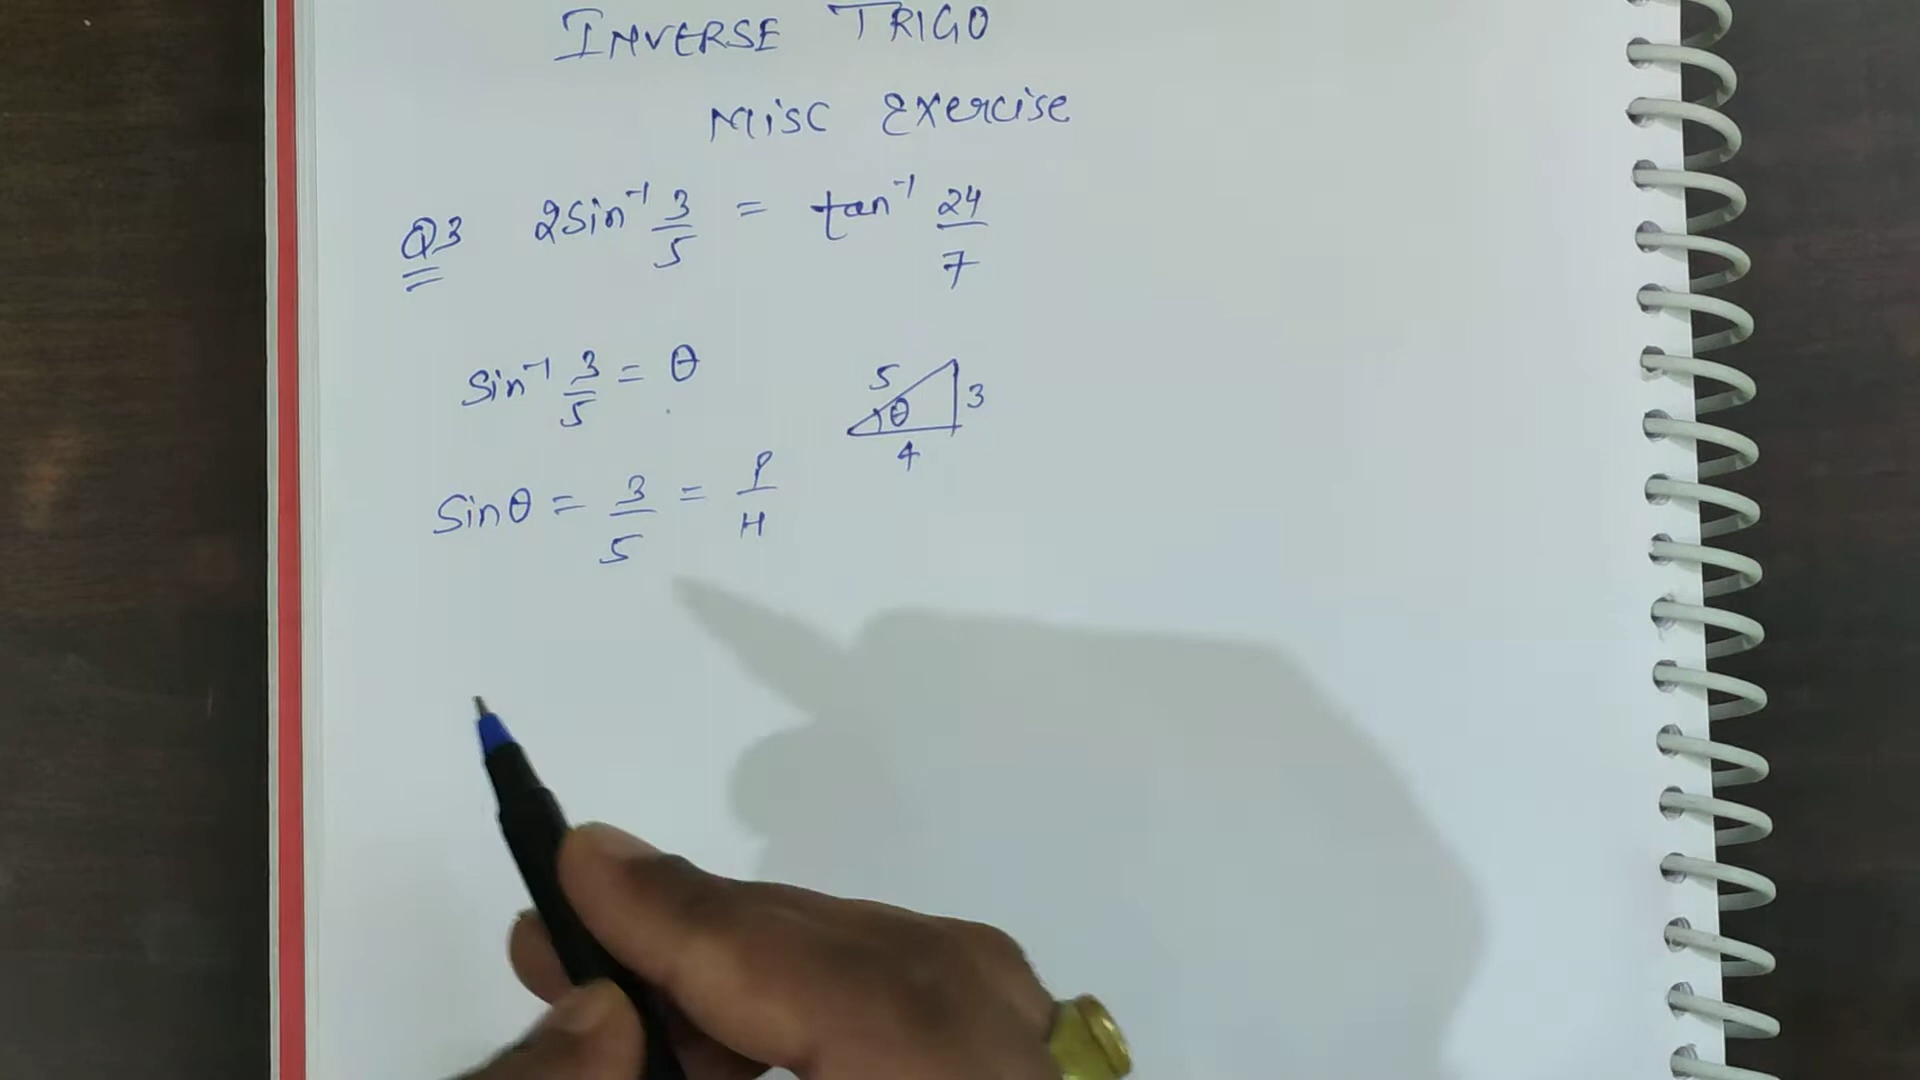 INVERSE TRIGO
Misc Exercise
Q3 2Sin⁻¹ 3/5 = tan⁻¹ 24/7
Sin⁻¹ 3/5 = θ
5 θ 3
4
Sinθ = 3/5 = P/H